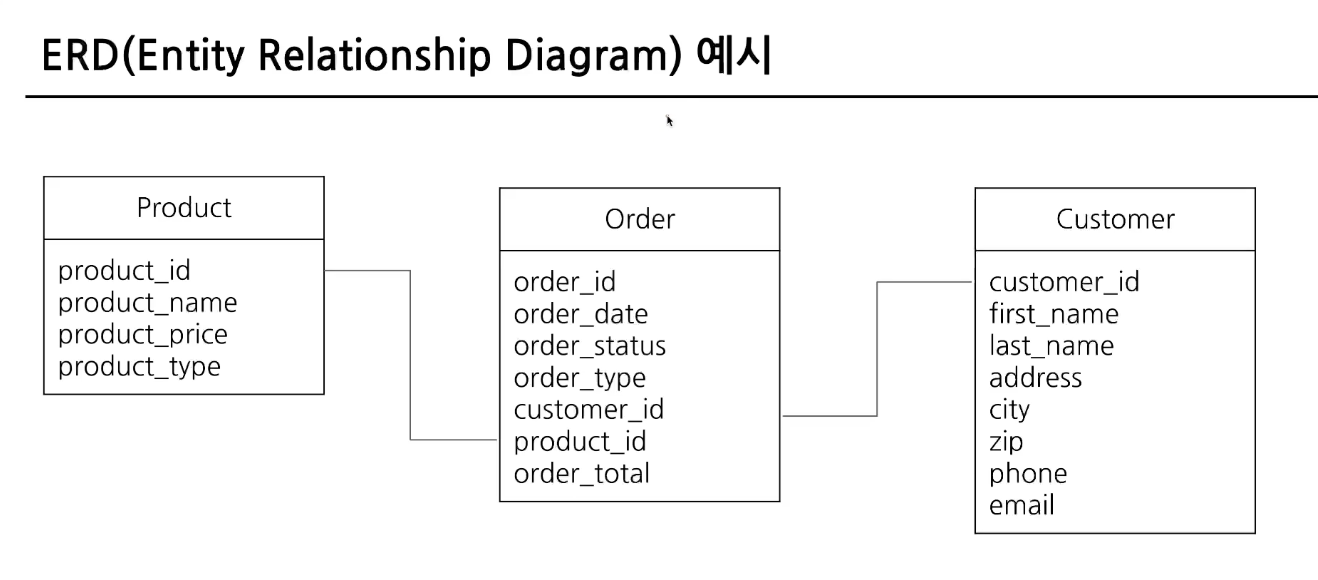 ERD(Entity Relationship Diagram) 예시
Product
product_id
product_name
product_price
product_type
Order
order_id
order_date
order_status
order_type
customer_id
product_id
order_total
Customer
customer_id
first_name
last_name
address
city
zip
phone
email